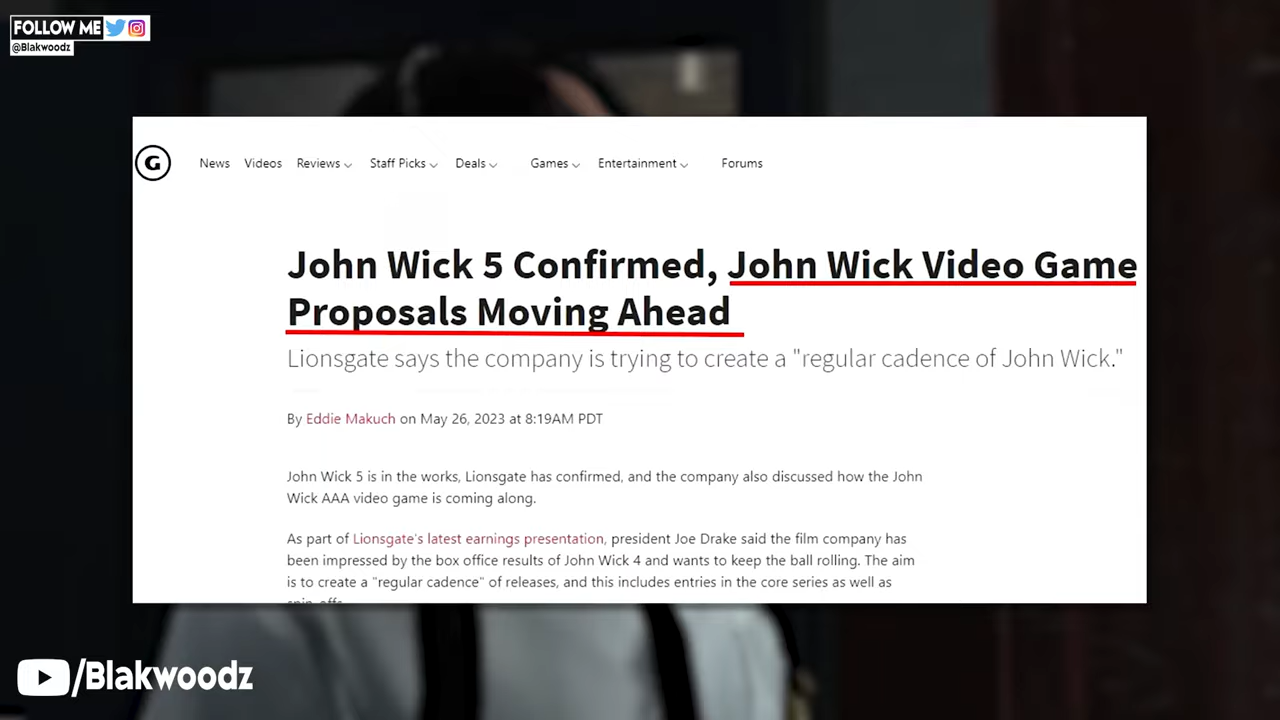 FOLLOW ME
@Blakwoodz
G
News Videos Reviews Staff Picks Deals Games Entertainment Forums
John Wick 5 Confirmed, John Wick Video Game
Proposals Moving Ahead
Lionsgate says the company is trying to create a "regular cadence of John Wick."
By Eddie Makuch on May 26, 2023 at 8:19AM PDT
John Wick 5 is in the works, Lionsgate has confirmed, and the company also discussed how the John
Wick AAA video game is coming along.
As part of Lionsgate's latest earnings presentation, president Joe Drake said the film company has
been impressed by the box office results of John Wick 4 and wants to keep the ball rolling. The aim
is to create a "regular cadence" of releases, and this includes entries in the core series as well as
spin-offs.
/Blakwoodz